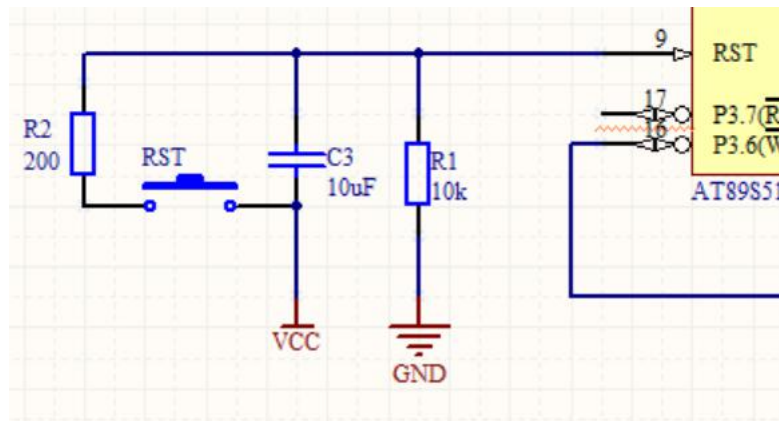 9
RST
17
P3.7(R
16
P3.6(W
AT89S51
R2
200
RST
C3
10uF
R1
10k
VCC
GND